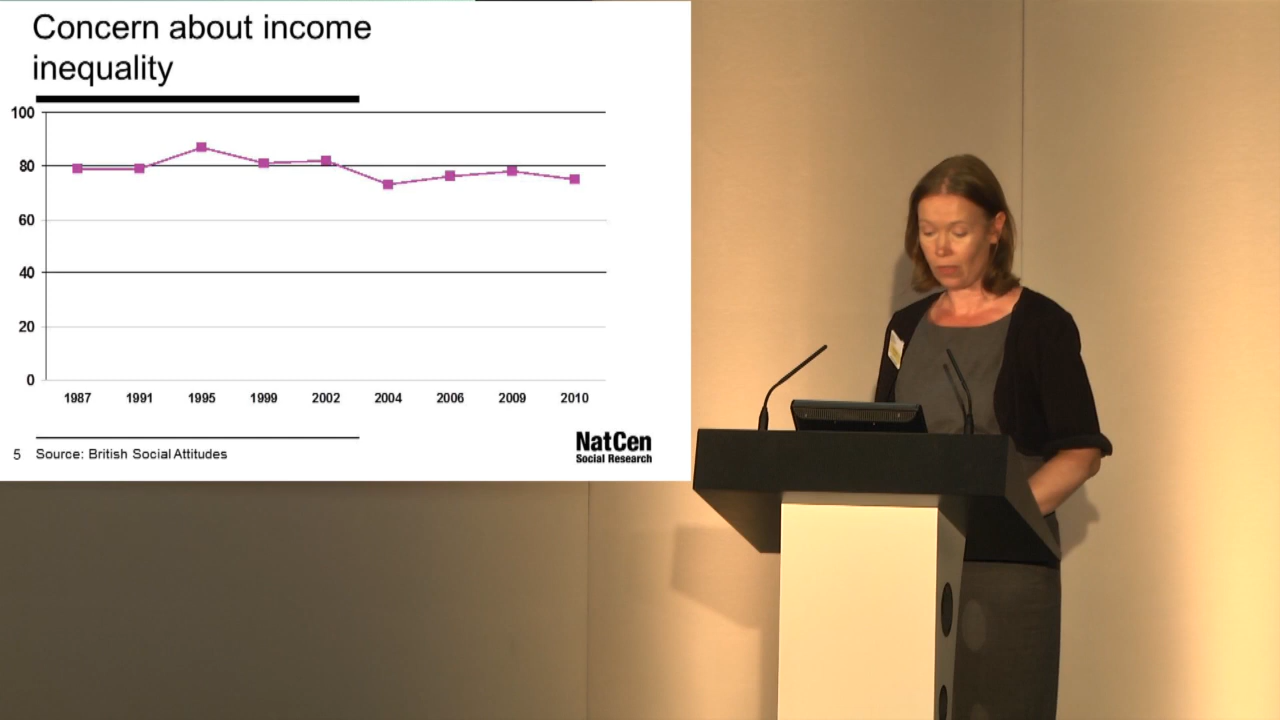 Concern about income
inequality
100
80
60
40
20
0
1987 1991 1995 1999 2002 2004 2006 2009 2010
5 Source: British Social Attitudes
NatCen
Social Research